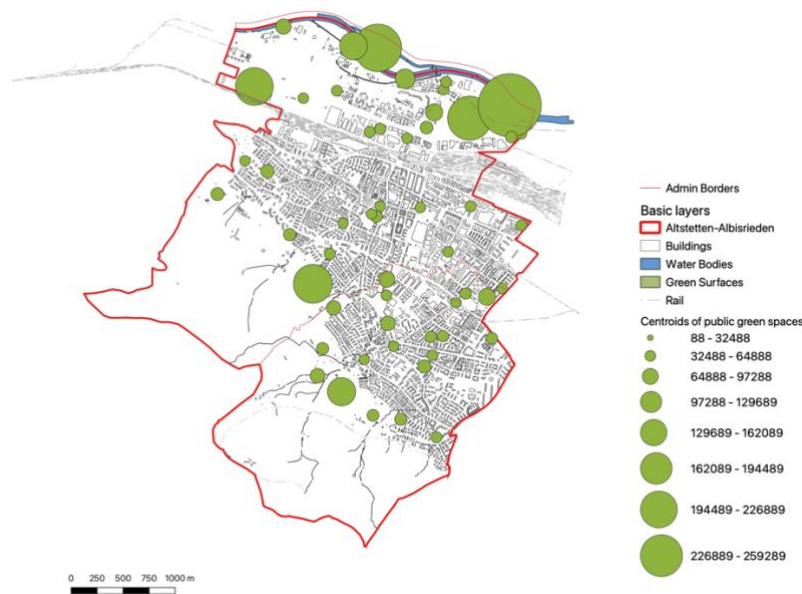 Admin Borders
Basic layers
Altstetten-Albisrieden
Buildings
Water Bodies
Green Surfaces
Rail
Centroids of public green spaces
88 - 32488
32488 - 64888
64888 - 97288
97288 - 129689
129689 - 162089
162089 - 194489
194489 - 226889
226889 - 259289
0 250 500 750 1000 m